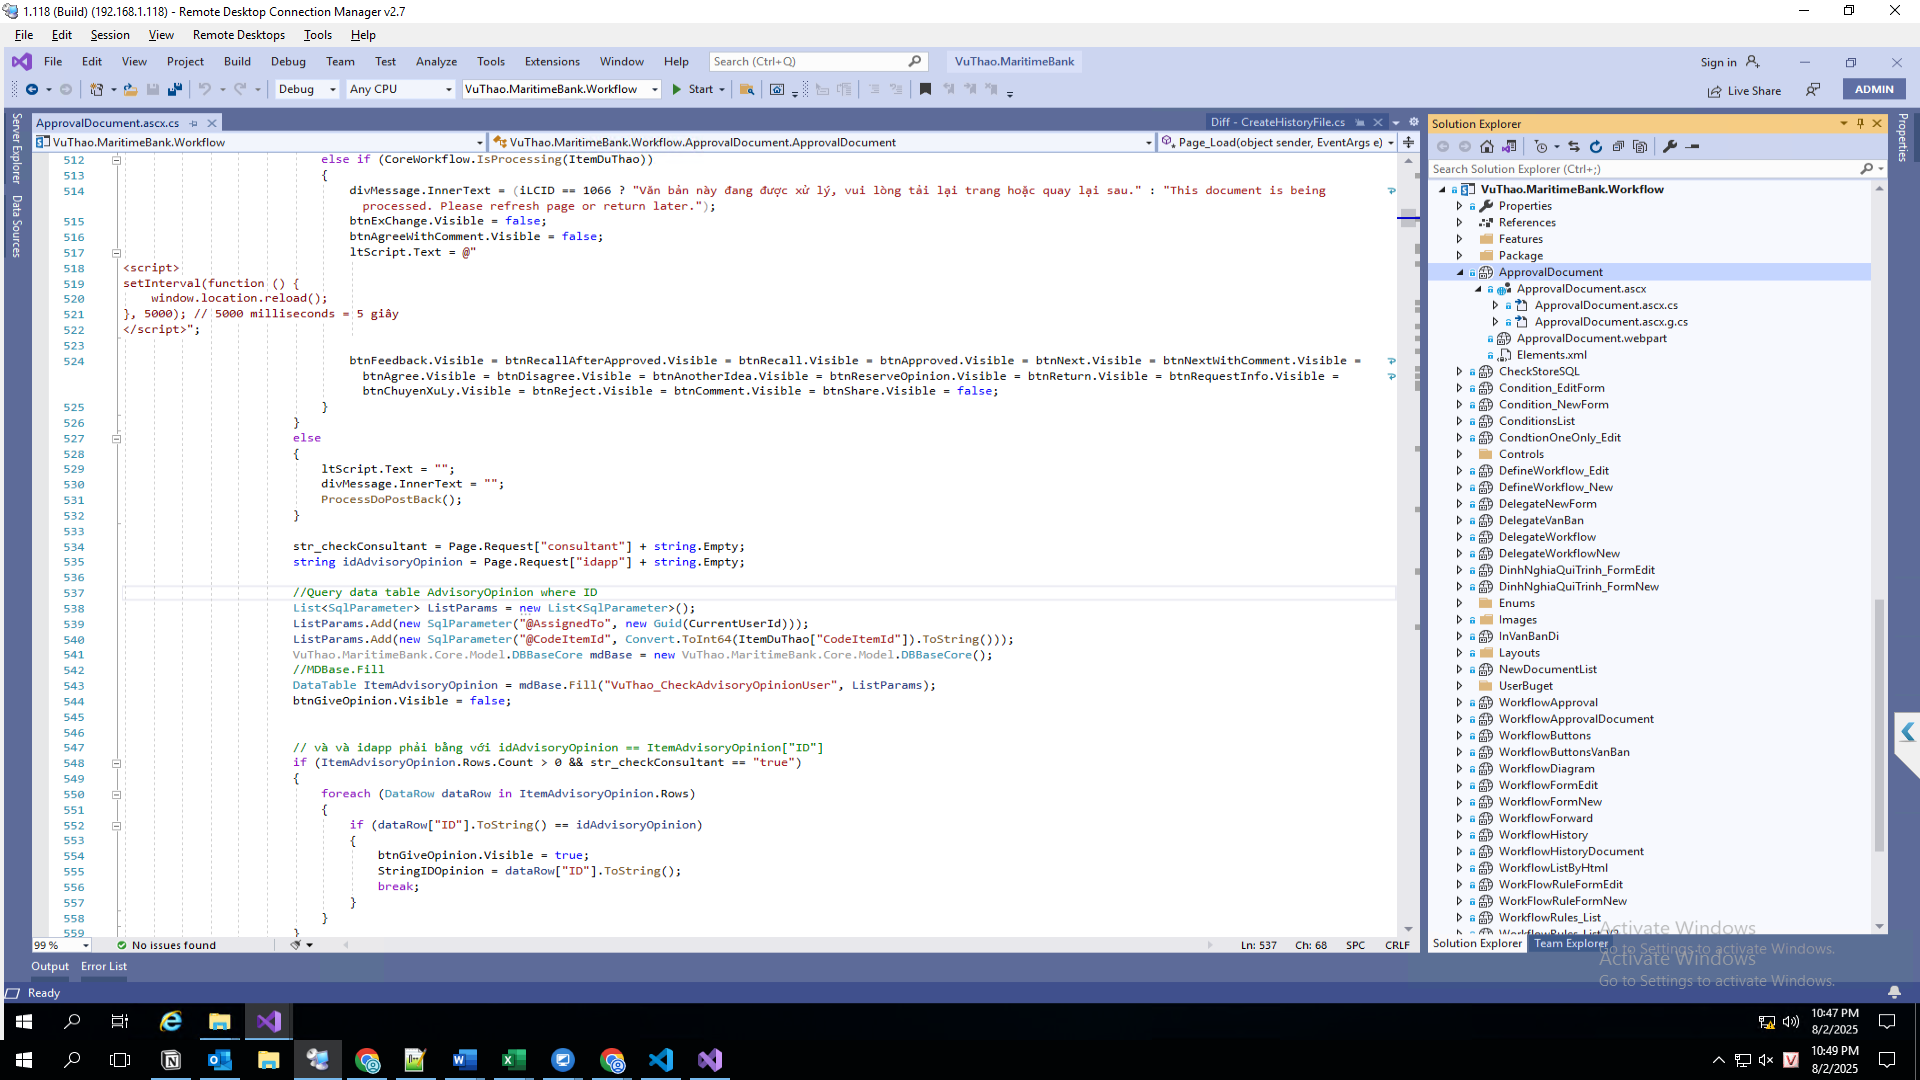 1.118 (Build) (192.168.1.118) - Remote Desktop Connection Manager v2.7
File Edit Session View Remote Desktops Tools Help
File Edit View Project Build Debug Team Test Analyze Tools Extensions Window Help Search (Ctrl+Q) VuThao.MaritimeBank Sign in
Debug Any CPU VuThao.MaritimeBank.Workflow Start Live Share ADMIN
Server Explorer
Data Sources
ApprovalDocument.ascx.cs Diff - CreateHistoryFile.cs
VuThao.MaritimeBank.Workflow VuThao.MaritimeBank.Workflow.ApprovalDocument.ApprovalDocument Page_Load(object sender, EventArgs e)
512 else if (CoreWorkflow.IsProcessing(ItemDuThao))
513 {
514 divMessage.InnerText = (iLCID == 1066 ? "Văn bản này đang được xử lý, vui lòng tải lại trang hoặc quay lại sau." : "This document is being
processed. Please refresh page or return later.");
515 btnExChange.Visible = false;
516 btnAgreeWithComment.Visible = false;
517 ltScript.Text = @"
518 <script>
519 setInterval(function () {
520 window.location.reload();
521 }, 5000); // 5000 milliseconds = 5 giây
522 </script>";
523
524 btnFeedback.Visible = btnRecallAfterApproved.Visible = btnRecall.Visible = btnApproved.Visible = btnNext.Visible = btnNextWithComment.Visible =
btnAgree.Visible = btnDisagree.Visible = btnAnotherIdea.Visible = btnReserveOpinion.Visible = btnReturn.Visible = btnRequestInfo.Visible =
btnChuyenXuLy.Visible = btnReject.Visible = btnComment.Visible = btnShare.Visible = false;
525 }
526 }
527 else
528 {
529 ltScript.Text = "";
530 divMessage.InnerText = "";
531 ProcessDoPostBack();
532 }
533
534 str_checkConsultant = Page.Request["consultant"] + string.Empty;
535 string idAdvisoryOpinion = Page.Request["idapp"] + string.Empty;
536
537 //Query data table AdvisoryOpinion where ID
538 List<SqlParameter> ListParams = new List<SqlParameter>();
539 ListParams.Add(new SqlParameter("@AssignedTo", new Guid(CurrentUserId)));
540 ListParams.Add(new SqlParameter("@CodeItemId", Convert.ToInt64(ItemDuThao["CodeItemId"]).ToString()));
541 VuThao.MaritimeBank.Core.Model.DBBaseCore mdBase = new VuThao.MaritimeBank.Core.Model.DBBaseCore();
542 //MDBase.Fill
543 DataTable ItemAdvisoryOpinion = mdBase.Fill("VuThao_CheckAdvisoryOpinionUser", ListParams);
544 btnGiveOpinion.Visible = false;
545
546
547 // và và idapp phải bằng với idAdvisoryOpinion == ItemAdvisoryOpinion["ID"]
548 if (ItemAdvisoryOpinion.Rows.Count > 0 && str_checkConsultant == "true")
549 {
550 foreach (DataRow dataRow in ItemAdvisoryOpinion.Rows)
551 {
552 if (dataRow["ID"].ToString() == idAdvisoryOpinion)
553 {
554 btnGiveOpinion.Visible = true;
555 StringIDOpinion = dataRow["ID"].ToString();
556 break;
557 }
558 }
559 }
99 % No issues found Ln: 537 Ch: 68 SPC CRLF
Solution Explorer
Search Solution Explorer (Ctrl+;)
VuThao.MaritimeBank.Workflow
Properties
References
Features
Package
ApprovalDocument
ApprovalDocument.ascx
ApprovalDocument.ascx.cs
ApprovalDocument.ascx.g.cs
ApprovalDocument.webpart
Elements.xml
CheckStoreSQL
Condition_EditForm
Condition_NewForm
ConditionsList
CondtionOneOnly_Edit
Controls
DefineWorkflow_Edit
DefineWorkflow_New
DelegateNewForm
DelegateVanBan
DelegateWorkflow
DelegateWorkflowNew
DinhNghiaQuiTrinh_FormEdit
DinhNghiaQuiTrinh_FormNew
Enums
Images
InVanBanDi
Layouts
NewDocumentList
UserBuget
WorkflowApproval
WorkflowApprovalDocument
WorkflowButtons
WorkflowButtonsVanBan
WorkflowDiagram
WorkflowFormEdit
WorkflowFormNew
WorkflowForward
WorkflowHistory
WorkflowHistoryDocument
WorkflowListByHtml
WorkFlowRuleFormEdit
WorkFlowRuleFormNew
WorkflowRules_List
WorkflowRules_List_V2
Solution Explorer Team Explorer
Properties
Activate Windows
Go to Settings to activate Windows.
Activate Windows
Go to Settings to activate Windows.
Output Error List
Ready
10:47 PM
8/2/2025
10:49 PM
8/2/2025